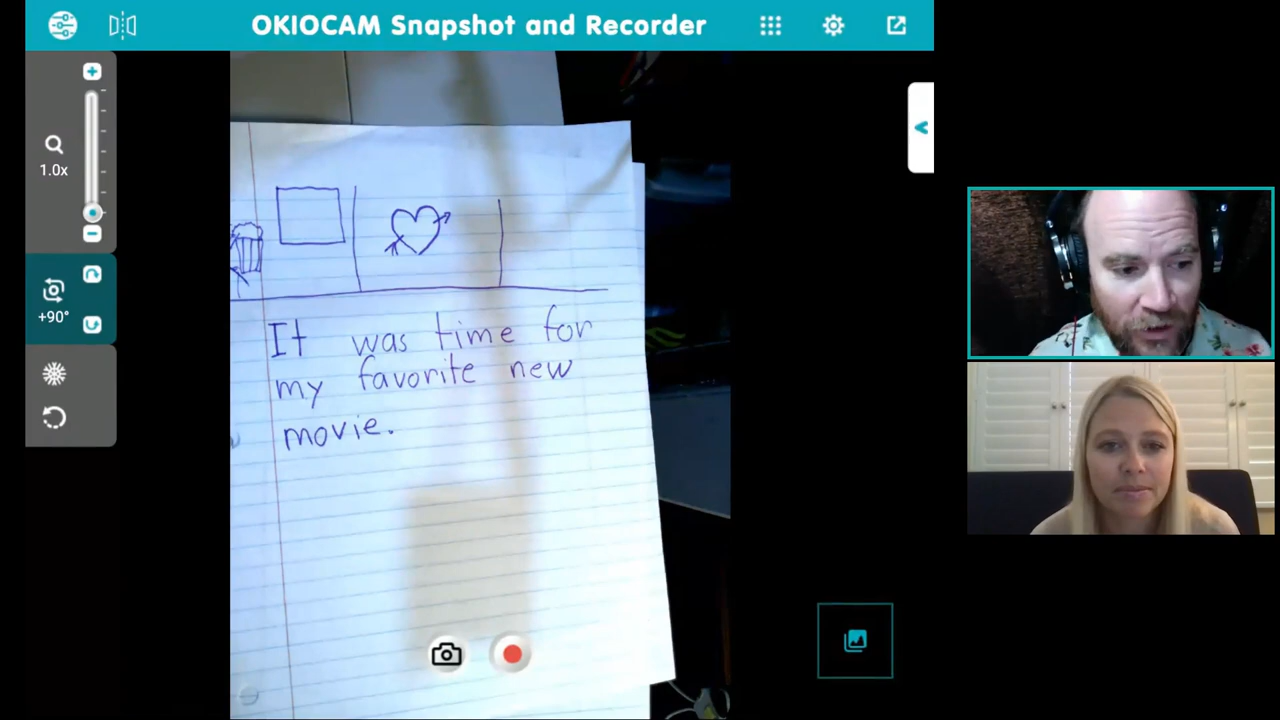 OKIOCAM Snapshot and Recorder
1.0x
+90°
It was time for
my favorite new
movie.